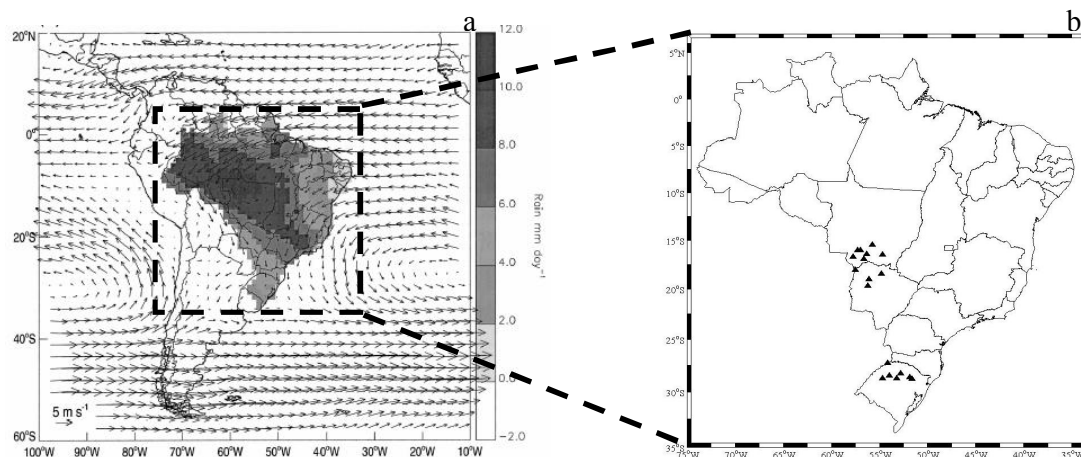 a
20°N
0°
20°S
40°S
60°S
100°W 90°W 80°W 70°W 60°W 50°W 40°W 30°W 20°W 10°W
5 m s⁻¹
12.0
10.0
8.0
6.0
4.0
2.0
0.0
−2.0
Rain mm day⁻¹
b
5°N
0°
5°S
10°S
15°S
20°S
25°S
30°S
35°S
75°W 70°W 65°W 60°W 55°W 50°W 45°W 40°W 35°W